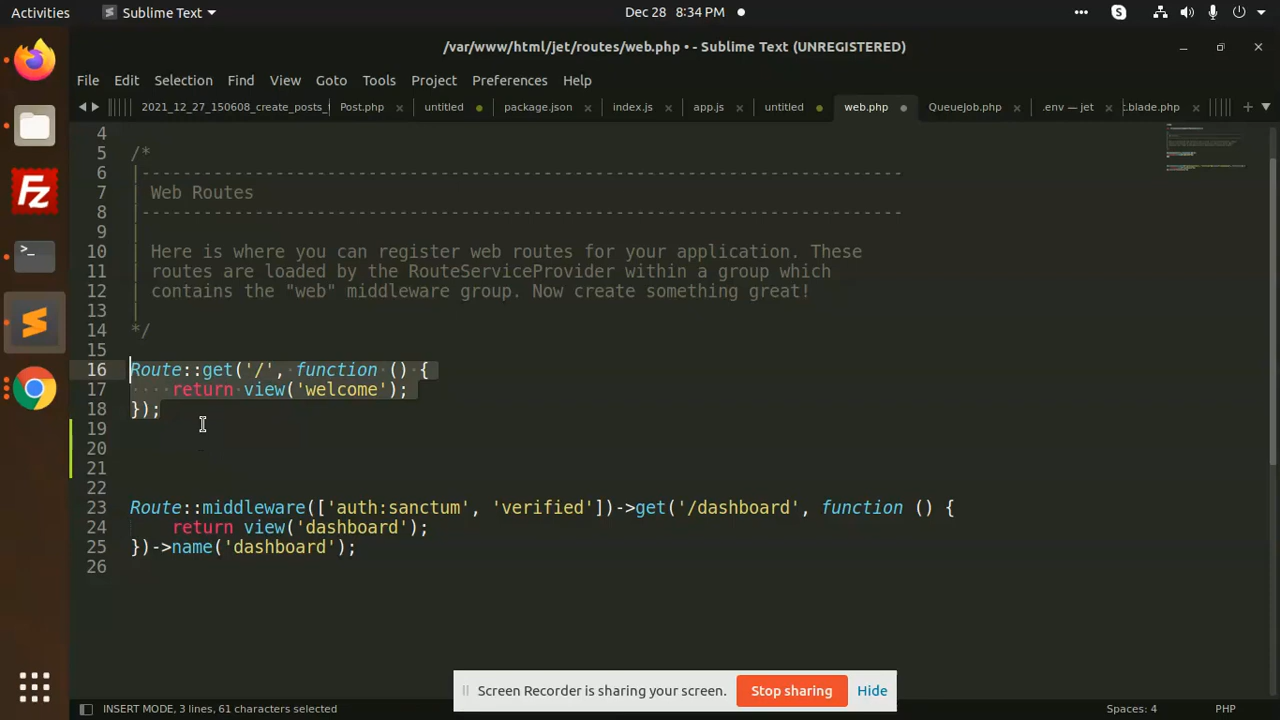 Activities Sublime Text Dec 28 8:34 PM
/var/www/html/jet/routes/web.php • - Sublime Text (UNREGISTERED)
File Edit Selection Find View Goto Tools Project Preferences Help
2021_12_27_150608_create_posts_ Post.php × untitled package.json × index.js × app.js × untitled web.php QueueJob.php × .env — jet × .blade.php ×
4
5 /*
6 |--------------------------------------------------------------------------
7 | Web Routes
8 |--------------------------------------------------------------------------
9 |
10 | Here is where you can register web routes for your application. These
11 | routes are loaded by the RouteServiceProvider within a group which
12 | contains the "web" middleware group. Now create something great!
13 |
14 */
15
16 Route::get('/', function () {
17 return view('welcome');
18 });
19
20
21
22
23 Route::middleware(['auth:sanctum', 'verified'])->get('/dashboard', function () {
24 return view('dashboard');
25 })->name('dashboard');
26
Screen Recorder is sharing your screen. Stop sharing Hide
INSERT MODE, 3 lines, 61 characters selected Spaces: 4 PHP